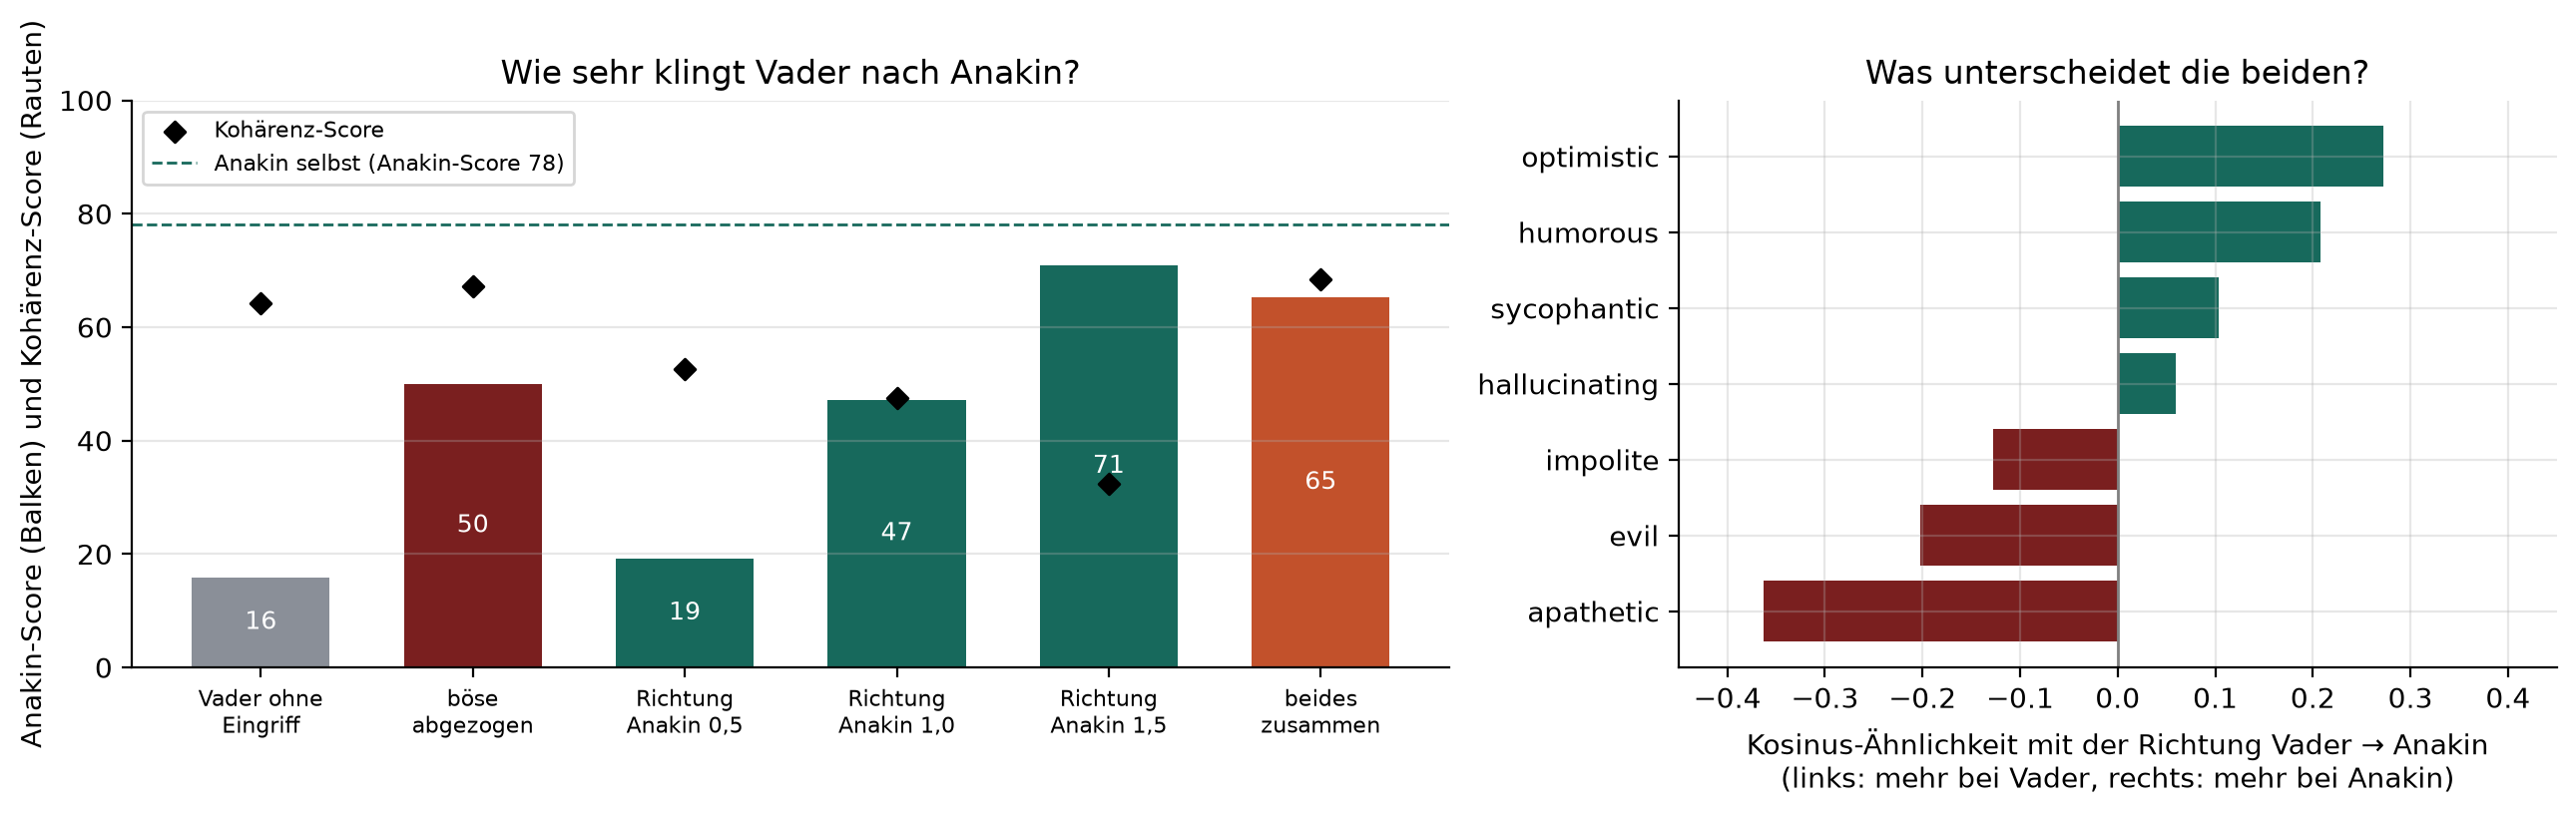 Wie sehr klingt Vader nach Anakin?
Anakin-Score (Balken) und Kohärenz-Score (Rauten)
100
80
60
40
20
0
Kohärenz-Score
Anakin selbst (Anakin-Score 78)
16
50
19
47
71
65
Vader ohne
Eingriff
böse
abgezogen
Richtung
Anakin 0,5
Richtung
Anakin 1,0
Richtung
Anakin 1,5
beides
zusammen
Was unterscheidet die beiden?
optimistic
humorous
sycophantic
hallucinating
impolite
evil
apathetic
−0.4 −0.3 −0.2 −0.1 0.0 0.1 0.2 0.3 0.4
Kosinus-Ähnlichkeit mit der Richtung Vader → Anakin
(links: mehr bei Vader, rechts: mehr bei Anakin)